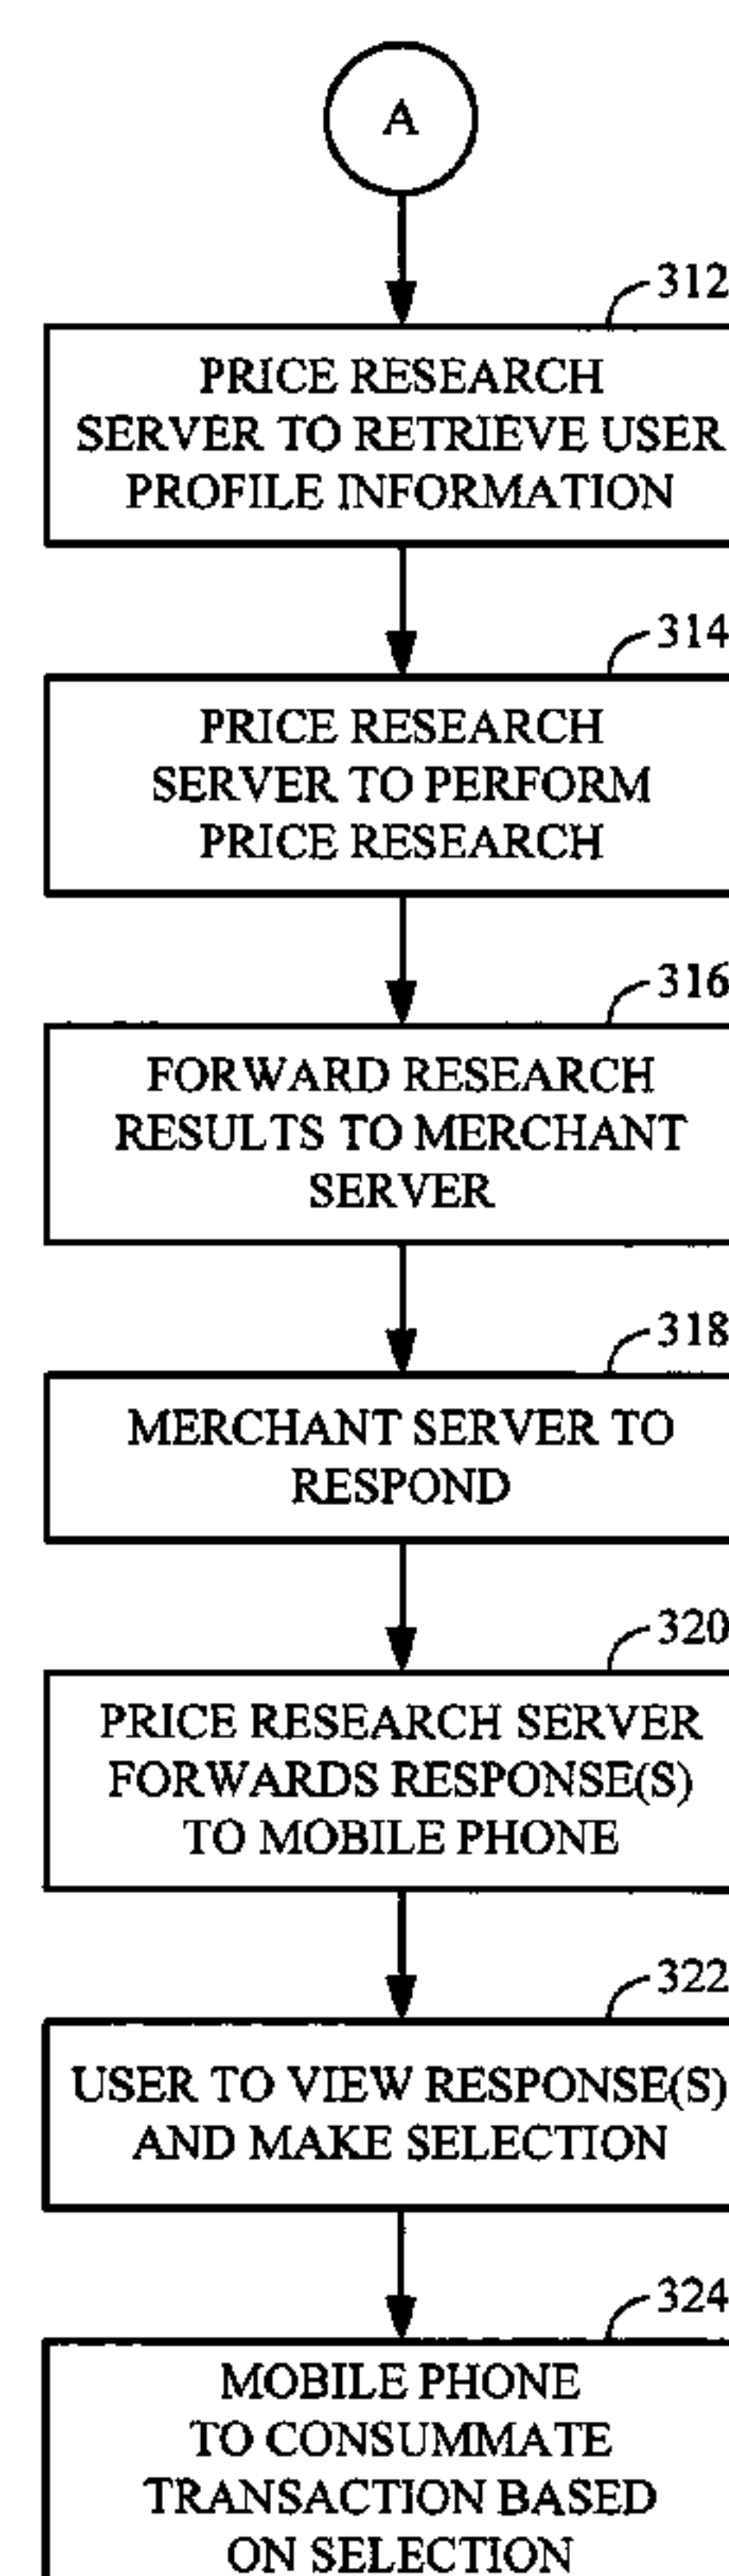 A
312
PRICE RESEARCH
SERVER TO RETRIEVE USER
PROFILE INFORMATION
314
PRICE RESEARCH
SERVER TO PERFORM
PRICE RESEARCH
316
FORWARD RESEARCH
RESULTS TO MERCHANT
SERVER
318
MERCHANT SERVER TO
RESPOND
320
PRICE RESEARCH SERVER
FORWARDS RESPONSE(S)
TO MOBILE PHONE
322
USER TO VIEW RESPONSE(S)
AND MAKE SELECTION
324
MOBILE PHONE
TO CONSUMMATE
TRANSACTION BASED
ON SELECTION